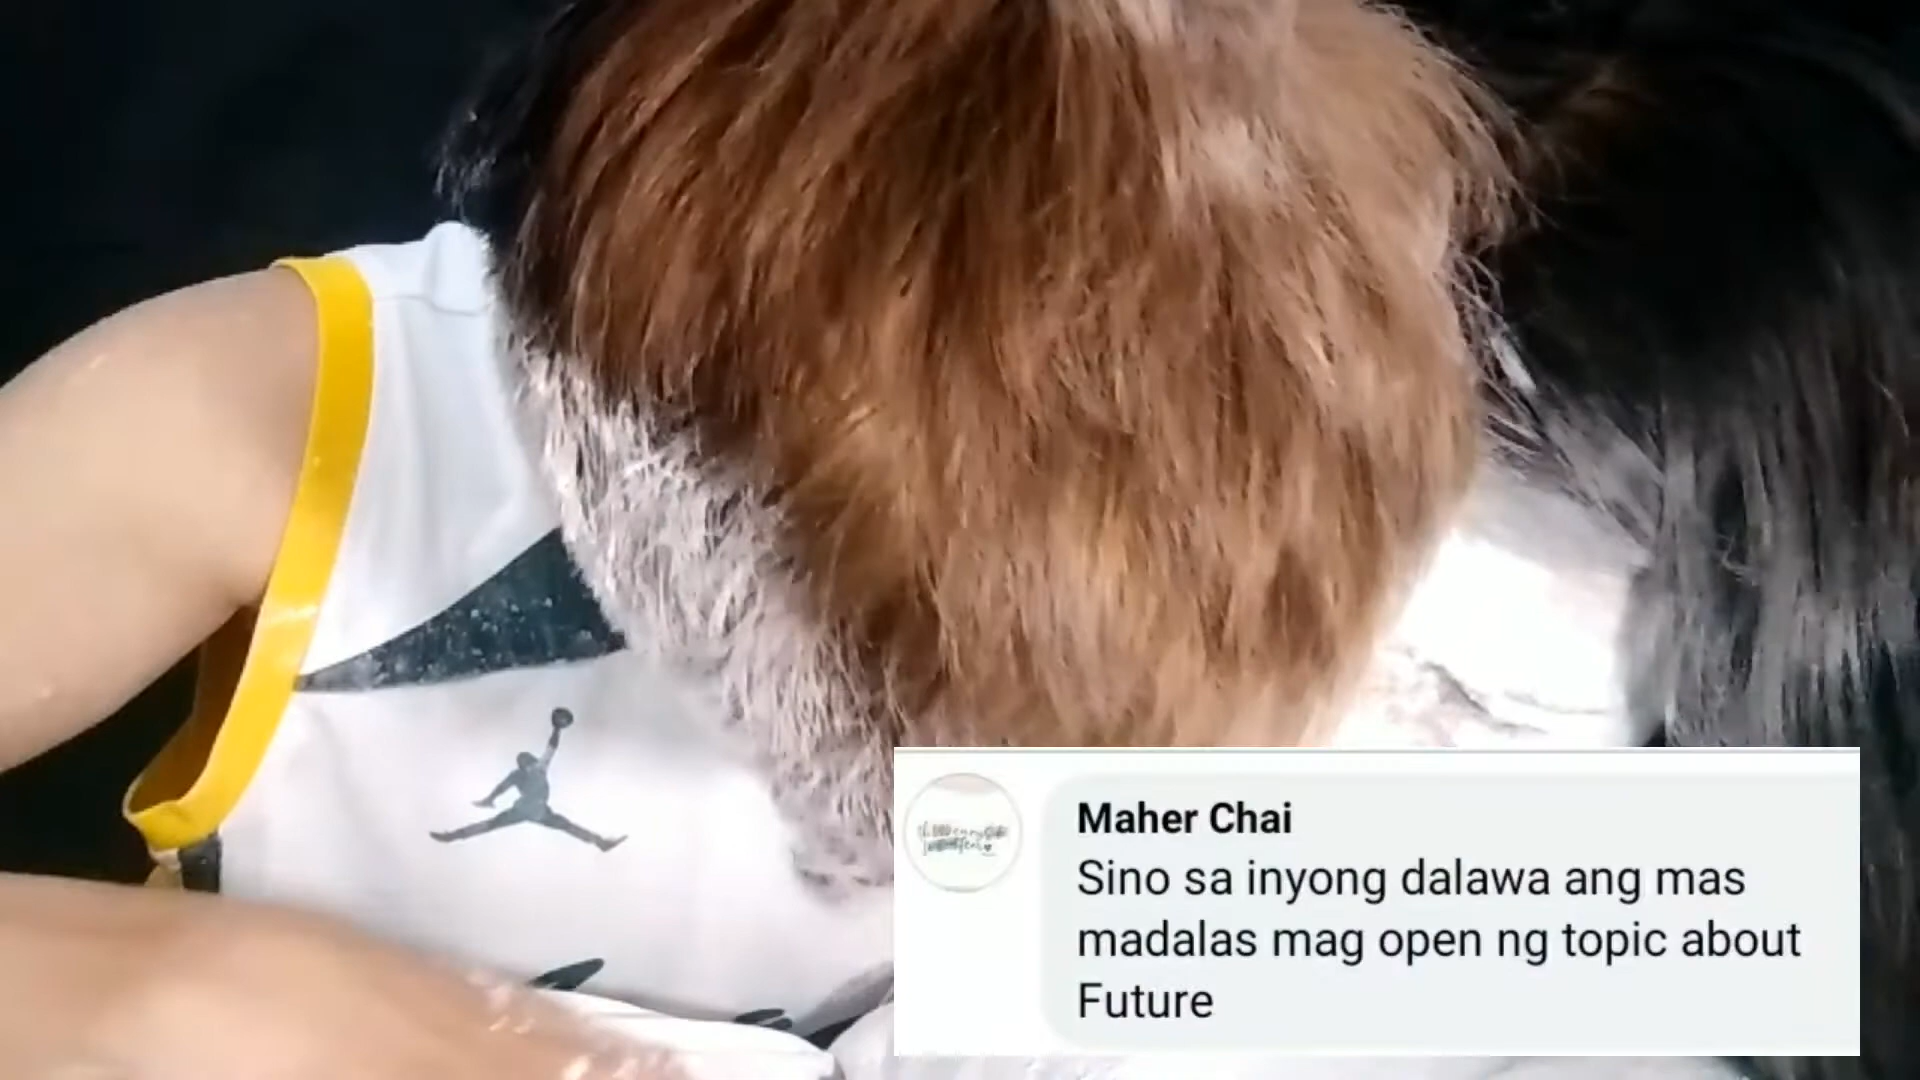 Maher Chai
Sino sa inyong dalawa ang mas
madalas mag open ng topic about
Future